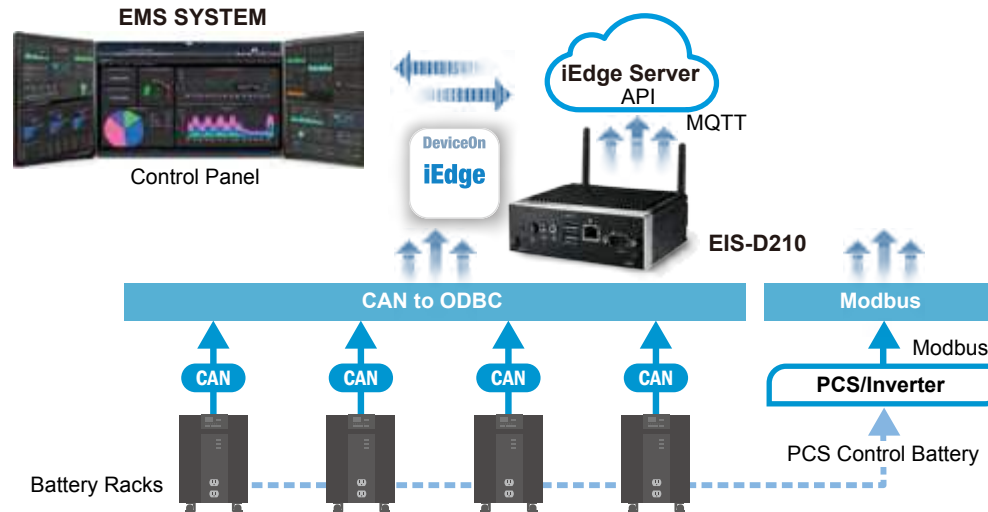 EMS SYSTEM
Control Panel
iEdge Server
API
MQTT
DeviceOn
iEdge
EIS-D210
CAN to ODBC
Modbus
CAN
CAN
CAN
CAN
Modbus
PCS/Inverter
PCS Control Battery
Battery Racks